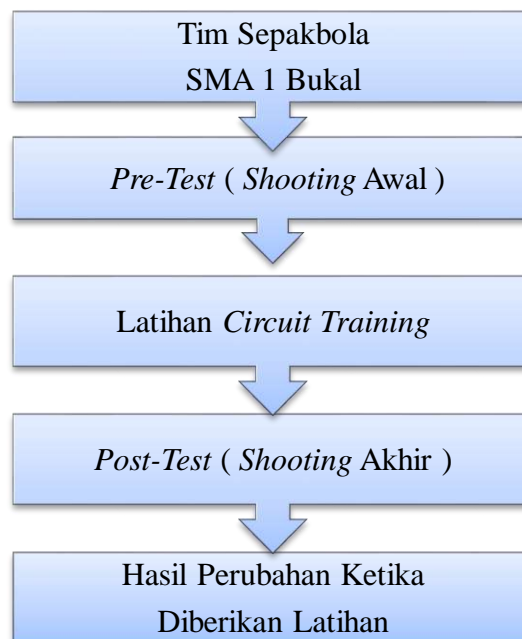 Tim Sepakbola
SMA 1 Bukal
Pre-Test ( Shooting Awal )
Latihan Circuit Training
Post-Test ( Shooting Akhir )
Hasil Perubahan Ketika
Diberikan Latihan